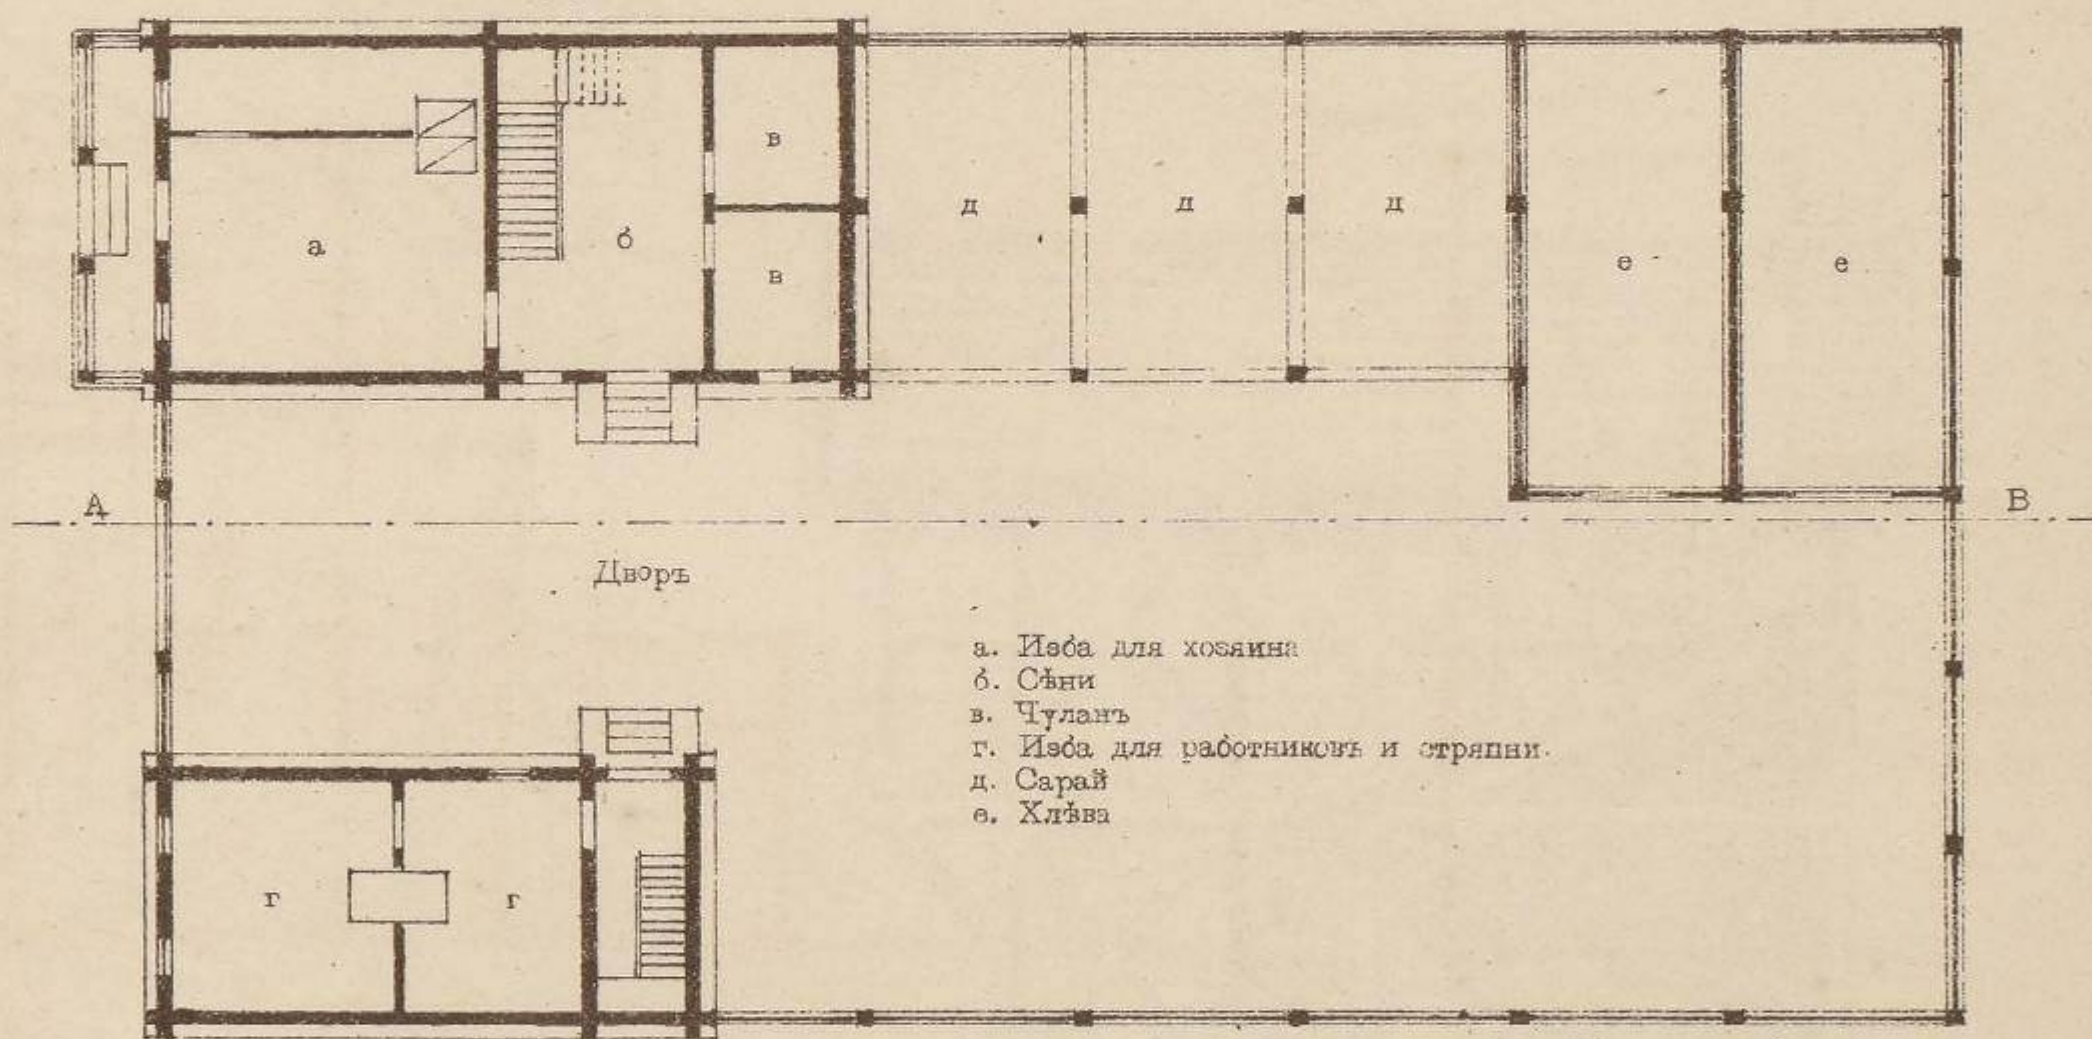 в
д д д
а б в е е
А В
Дворъ
а. Изба для хозяина
б. Сѣни
в. Чуланъ
г. Изба для работниковъ и стряпни.
д. Сарай
е. Хлѣва
г г